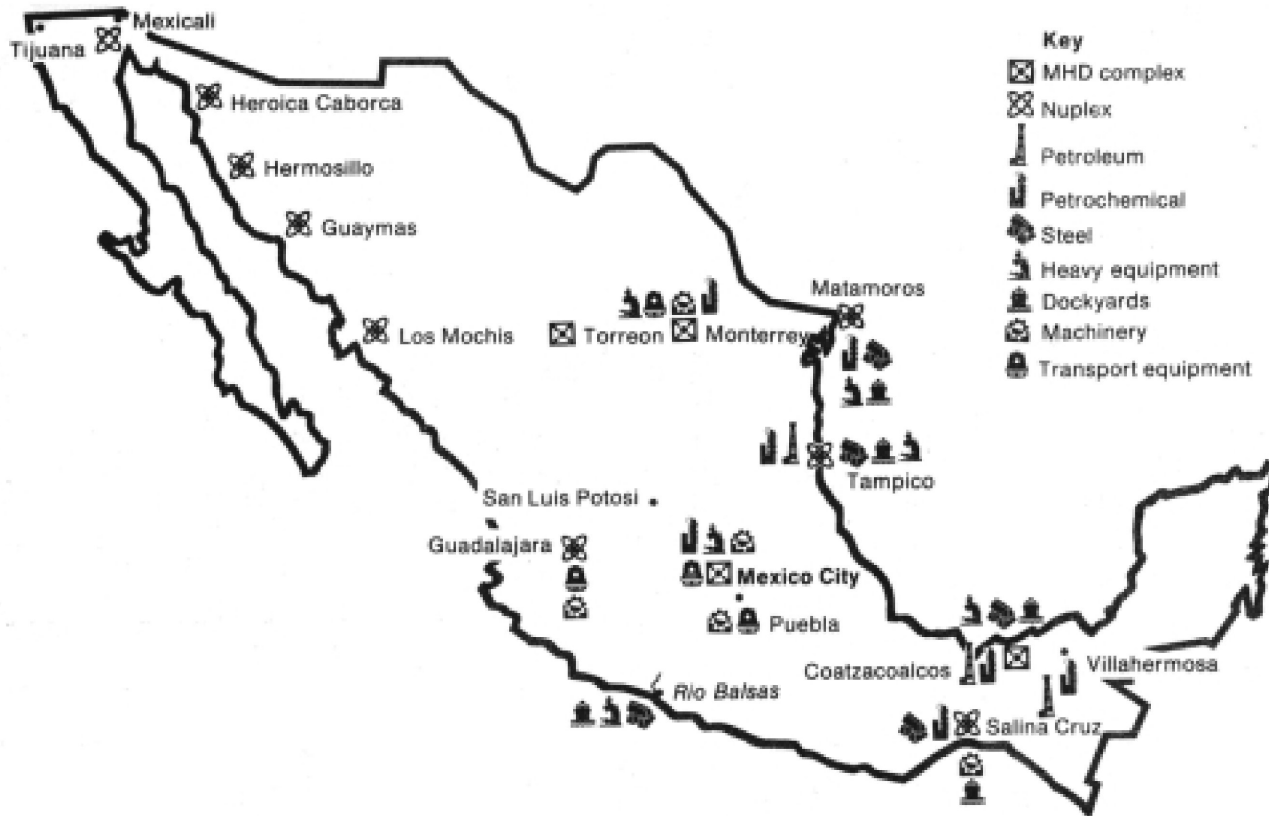 Mexicali
Tijuana
Heroica Caborca
Hermosillo
Guaymas
Los Mochis
Torreon
Monterrey
Matamoros
Tampico
San Luis Potosi
Guadalajara
Mexico City
Puebla
Rio Balsas
Coatzacoalcos
Villahermosa
Salina Cruz
Key
MHD complex
Nuplex
Petroleum
Petrochemical
Steel
Heavy equipment
Dockyards
Machinery
Transport equipment